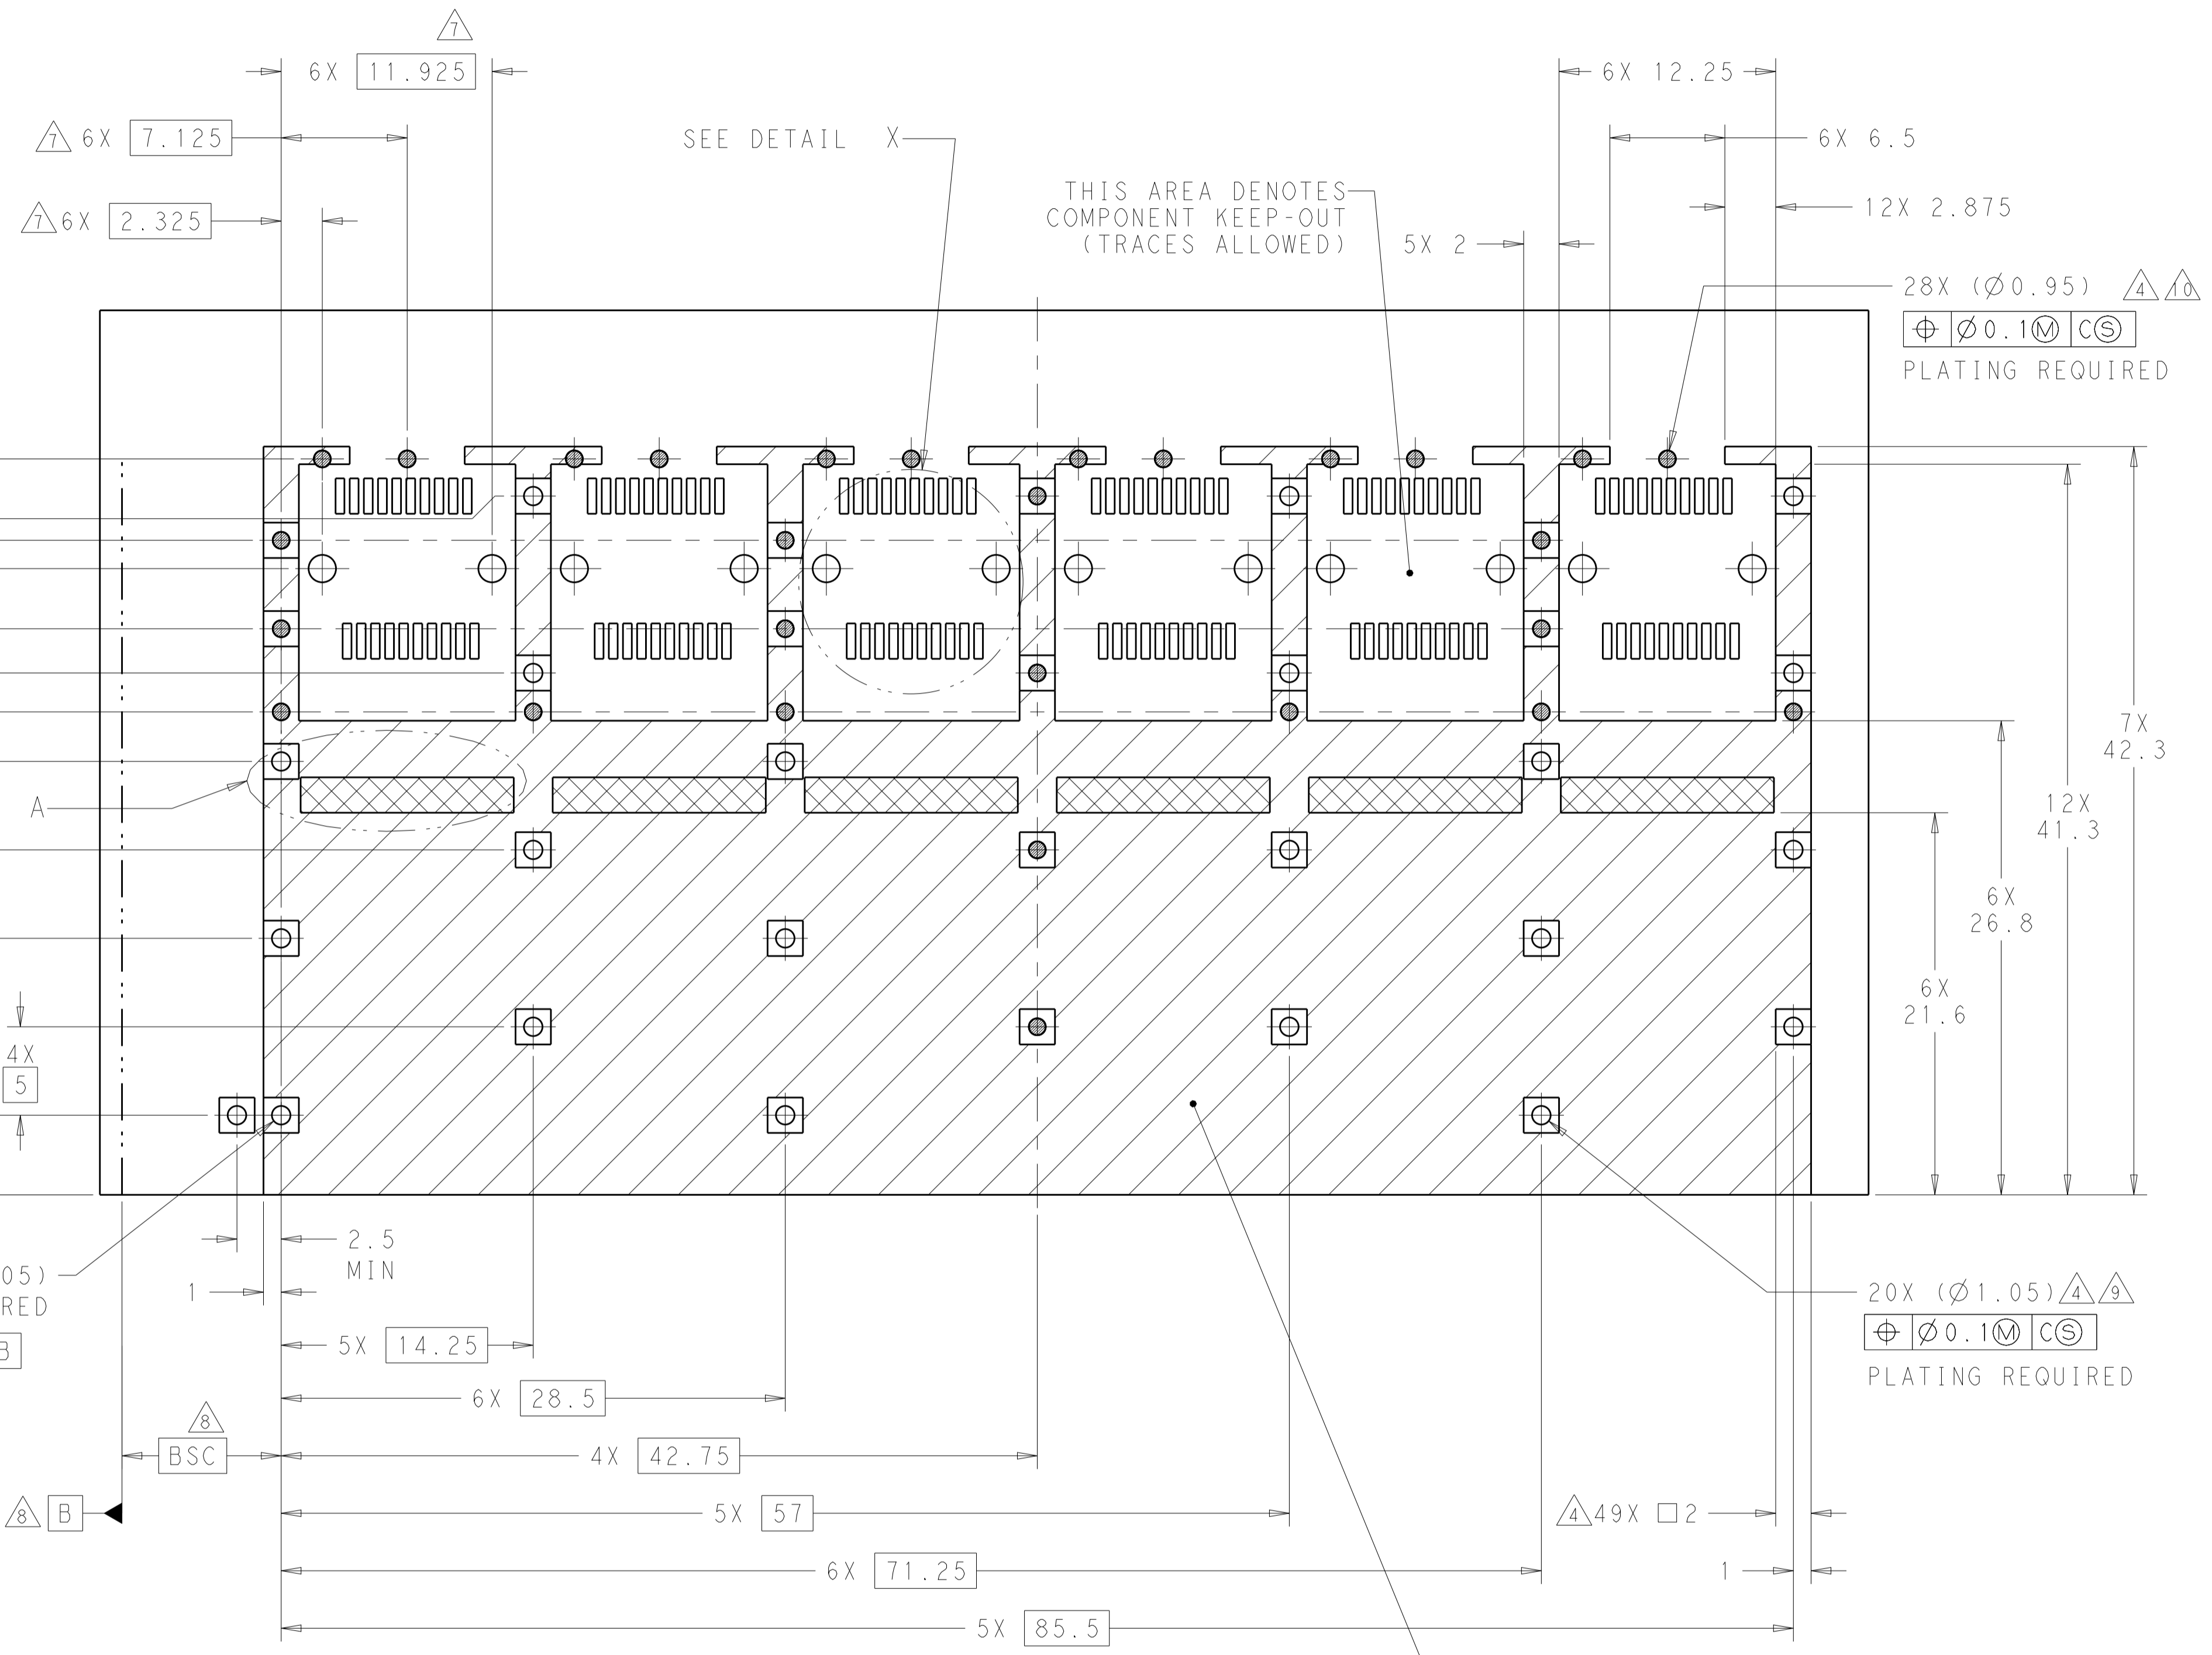 7
6X 11.925
6X 12.25
7 6X 7.125
SEE DETAIL X
6X 6.5
THIS AREA DENOTES
COMPONENT KEEP-OUT
(TRACES ALLOWED)
7 6X 2.325
12X 2.875
5X 2
28X (Ø0.95) 4 10
⌖ Ø0.1Ⓜ CⓈ
PLATING REQUIRED
7X
42.3
A
12X
41.3
6X
26.8
6X
21.6
4X
5
2.5
MIN
05)
RED
B
1
20X (Ø1.05) 4 9
⌖ Ø0.1Ⓜ CⓈ
PLATING REQUIRED
5X 14.25
6X 28.5
8
BSC
4X 42.75
8 B
5X 57
4 49X □2
6X 71.25
1
5X 85.5